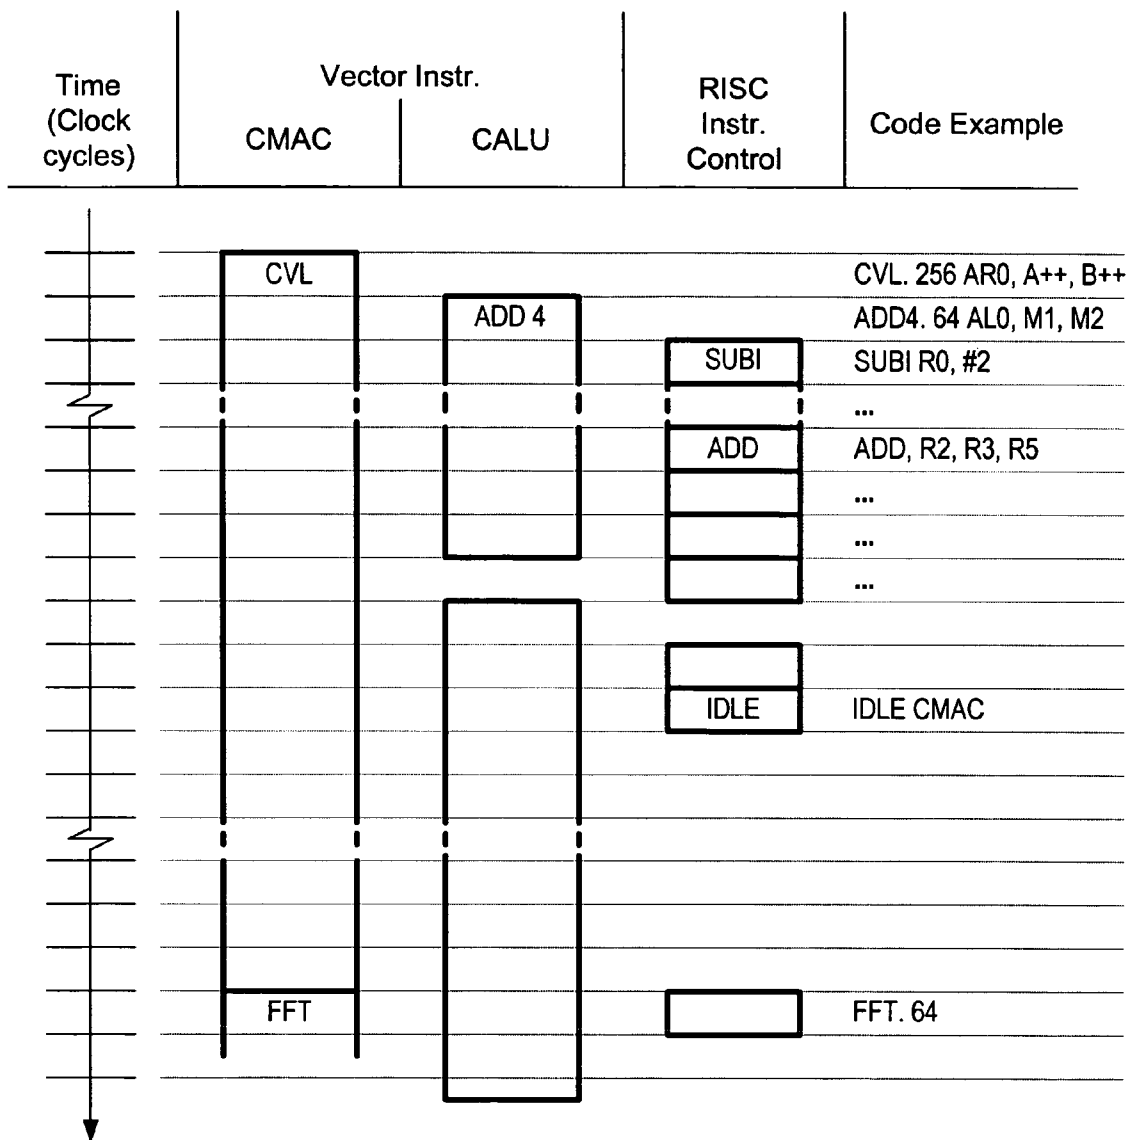 Time
(Clock
cycles)
Vector Instr.
CMAC
CALU
RISC
Instr.
Control
Code Example
CVL
CVL. 256 AR0, A++, B++
ADD 4
ADD4. 64 AL0, M1, M2
SUBI
SUBI R0, #2
...
ADD
ADD, R2, R3, R5
...
...
...
IDLE
IDLE CMAC
FFT
FFT. 64